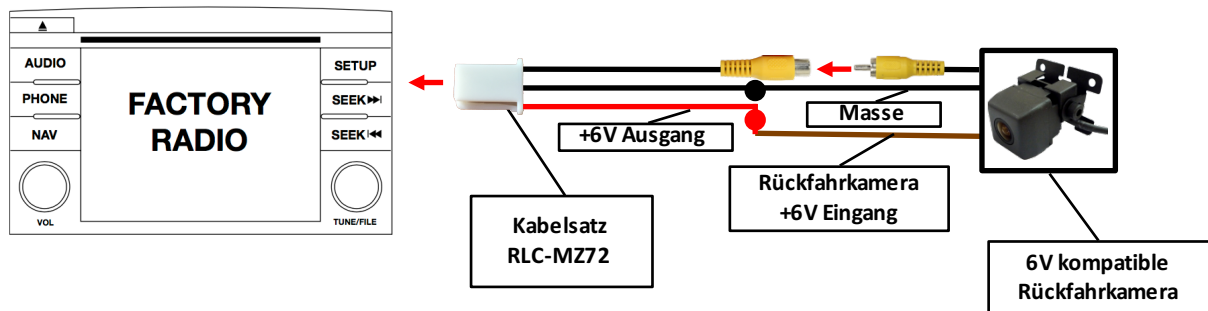 AUDIO
PHONE
NAV
VOL
FACTORY
RADIO
SETUP
SEEK
SEEK
TUNE/FILE
+6V Ausgang
Masse
Rückfahrkamera
+6V Eingang
Kabelsatz
RLC-MZ72
6V kompatible
Rückfahrkamera